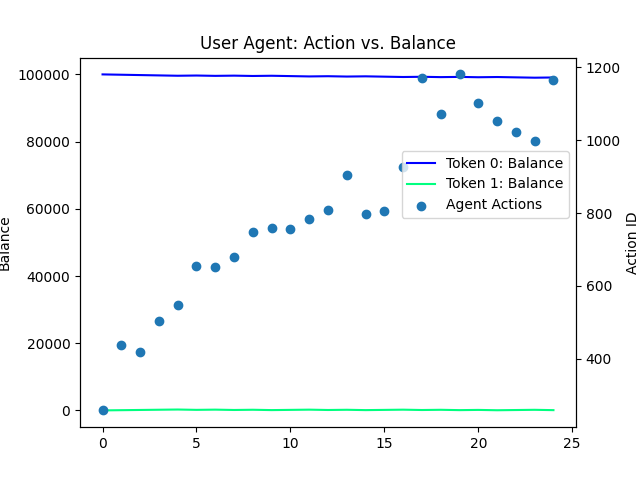 User Agent: Action vs. Balance
100000
80000
60000
40000
20000
0
Balance
1200
1000
800
600
400
Action ID
Token 0: Balance
Token 1: Balance
Agent Actions
0
5
10
15
20
25